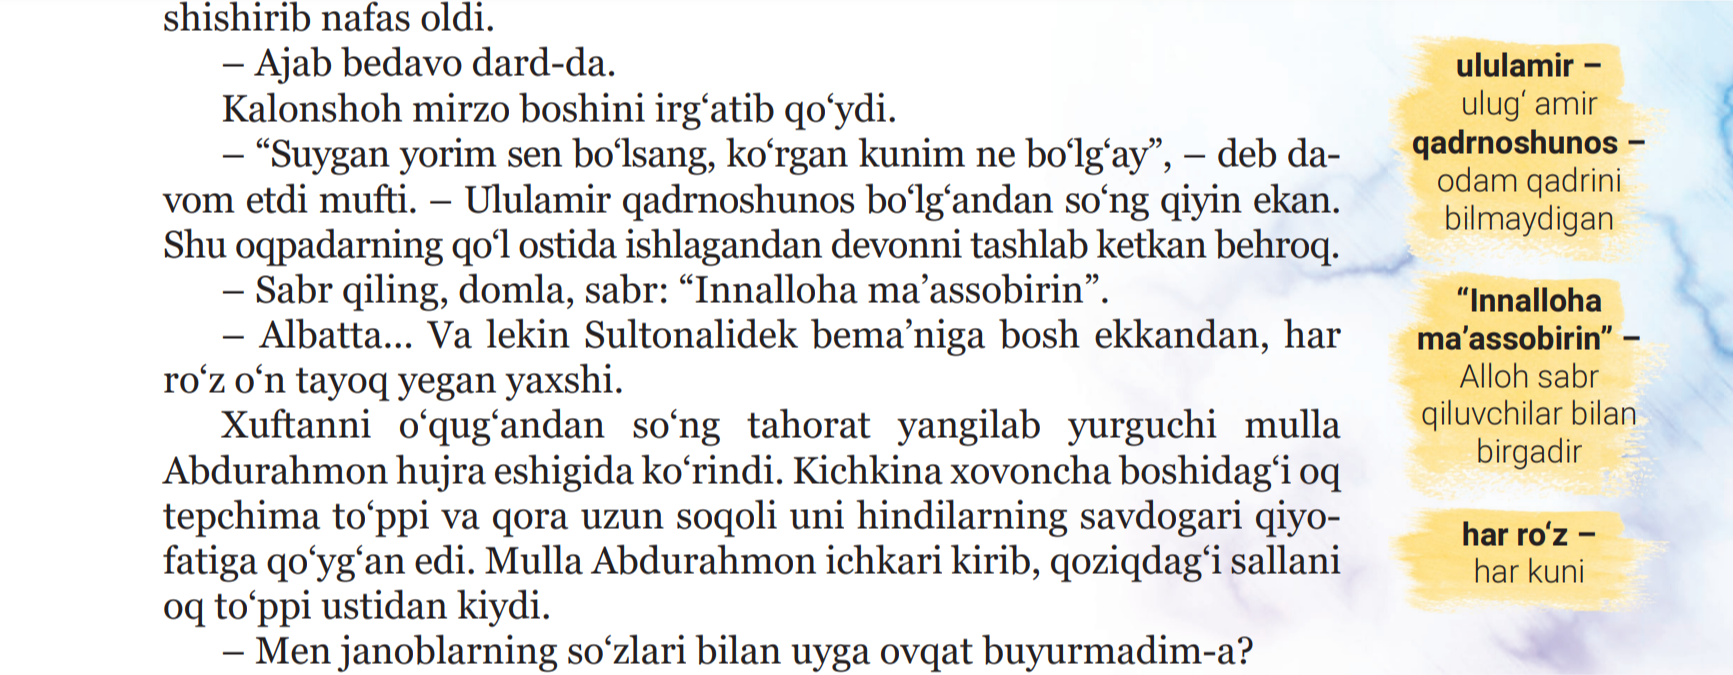 shishirib nafas oldi.
– Ajab bedavo dard-da.
Kalonshoh mirzo boshini irg‘atib qo‘ydi.
– “Suygan yorim sen bo‘lsang, ko‘rgan kunim ne bo‘lg‘ay”, – deb da-
vom etdi mufti. – Ululamir qadrnoshunos bo‘lg‘andan so‘ng qiyin ekan.
Shu oqpadarning qo‘l ostida ishlagandan devonni tashlab ketkan behroq.
– Sabr qiling, domla, sabr: “Innalloha ma’assobirin”.
– Albatta... Va lekin Sultonalidek bema’niga bosh ekkandan, har
ro‘z o‘n tayoq yegan yaxshi.
Xuftanni o‘qug‘andan so‘ng tahorat yangilab yurguchi mulla
Abdurahmon hujra eshigida ko‘rindi. Kichkina xovoncha boshidag‘i oq
tepchima to‘ppi va qora uzun soqoli uni hindilarning savdogari qiyo-
fatiga qo‘yg‘an edi. Mulla Abdurahmon ichkari kirib, qoziqdag‘i sallani
oq to‘ppi ustidan kiydi.
– Men janoblarning so‘zlari bilan uyga ovqat buyurmadim-a?
ululamir –
ulug‘ amir
qadrnoshunos –
odam qadrini
bilmaydigan
“Innalloha
ma’assobirin” –
Alloh sabr
qiluvchilar bilan
birgadir
har ro‘z –
har kuni